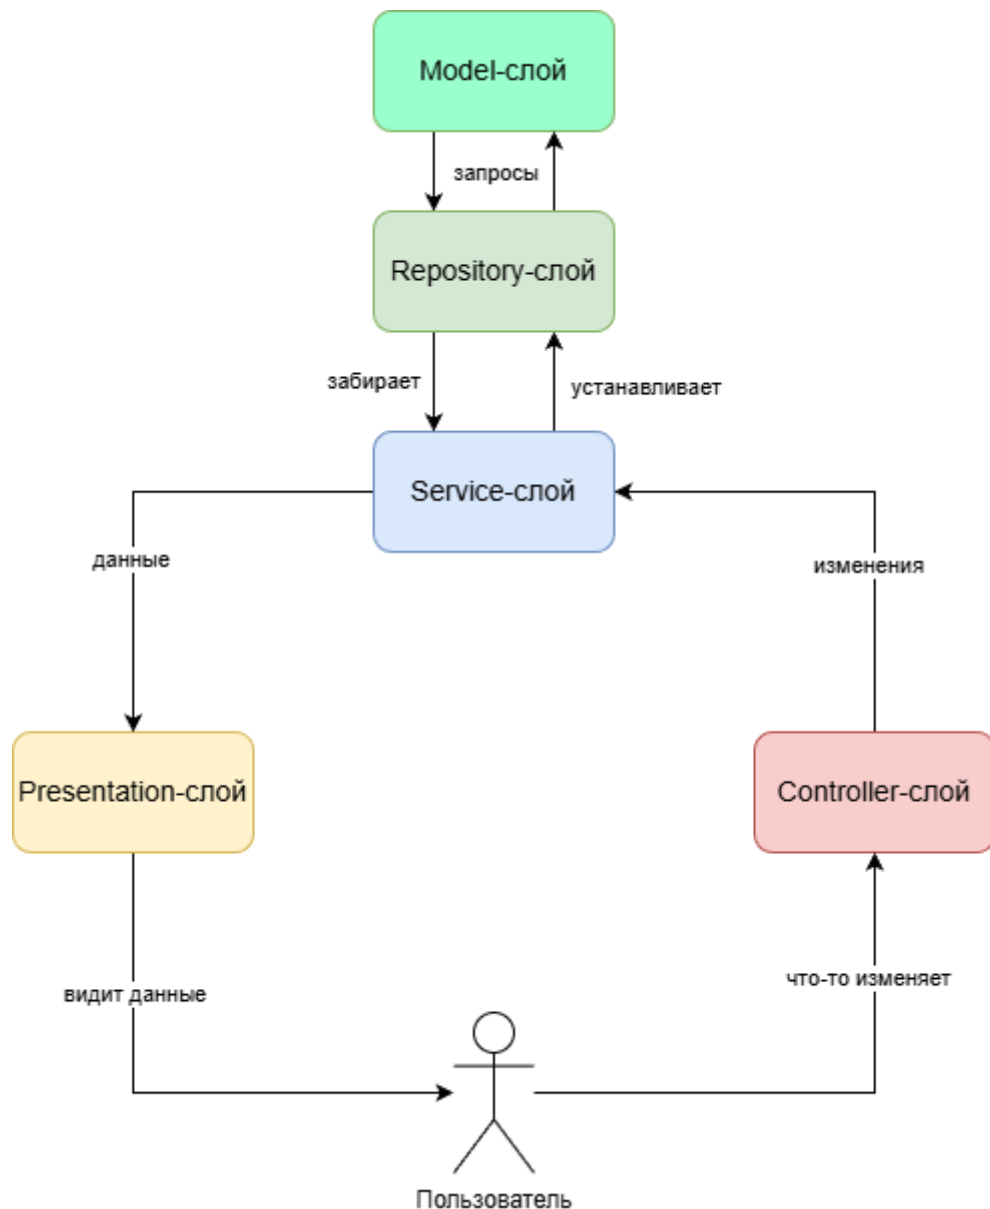 Model-слой
запросы
Repository-слой
забирает
устанавливает
Service-слой
данные
изменения
Presentation-слой
Controller-слой
видит данные
что-то изменяет
Пользователь